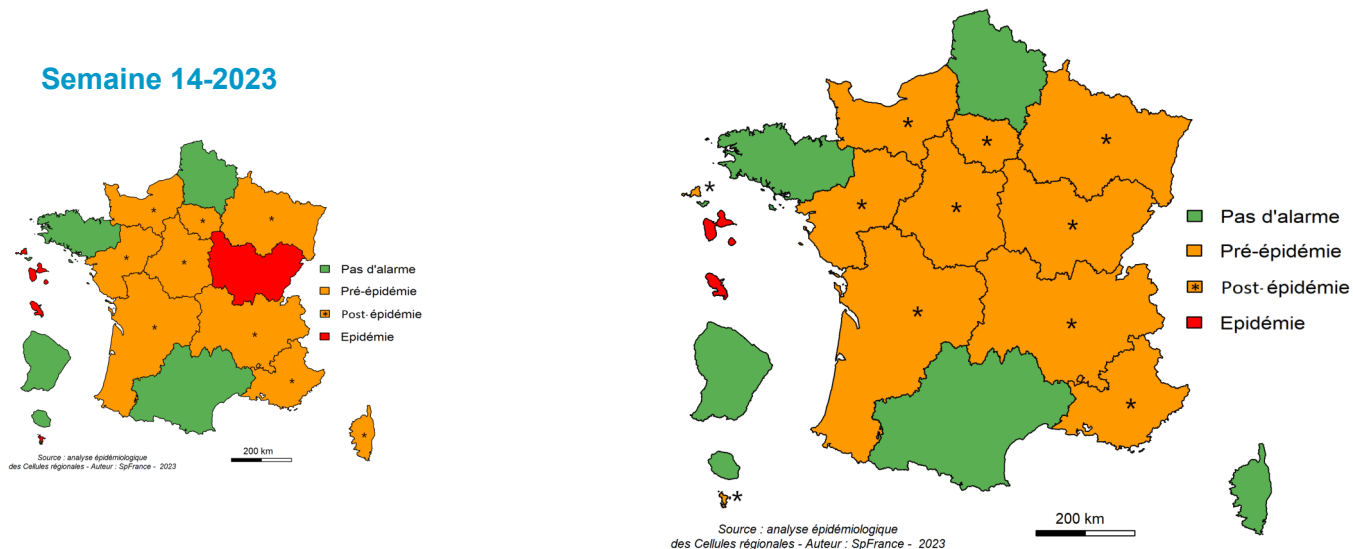 Semaine 14-2023
Pas d'alarme
Pré-épidémie
* Post-épidémie
Epidémie
200 km
Source : analyse épidémiologique
des Cellules régionales - Auteur : SpFrance - 2023
Pas d'alarme
Pré-épidémie
* Post-épidémie
Epidémie
200 km
Source : analyse épidémiologique
des Cellules régionales - Auteur : SpFrance - 2023